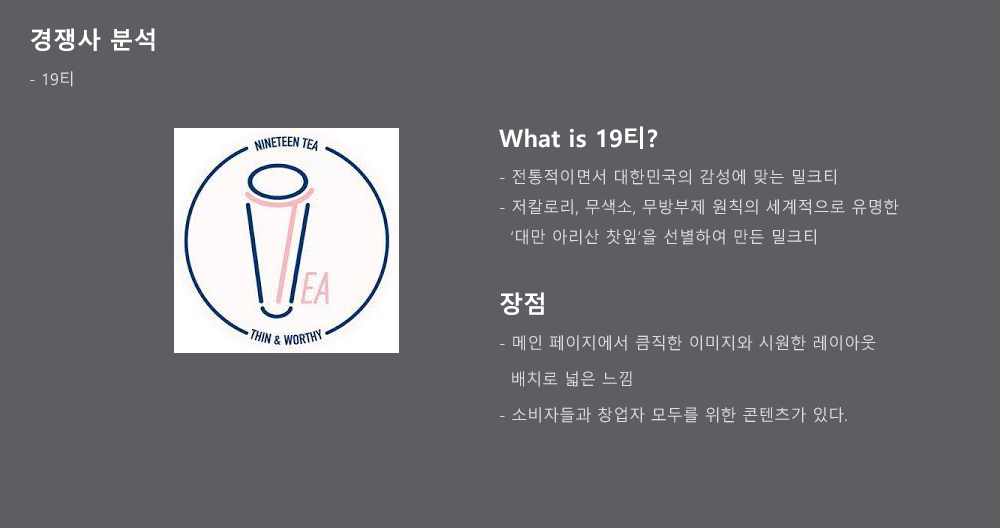 경쟁사 분석
- 19티
NINETEEN TEA
TEA
THIN & WORTHY
What is 19티?
- 전통적이면서 대한민국의 감성에 맞는 밀크티
- 저칼로리, 무색소, 무방부제 원칙의 세계적으로 유명한
‘대만 아리산 찻잎’을 선별하여 만든 밀크티
장점
- 메인 페이지에서 큼직한 이미지와 시원한 레이아웃
배치로 넓은 느낌
- 소비자들과 창업자 모두를 위한 콘텐츠가 있다.